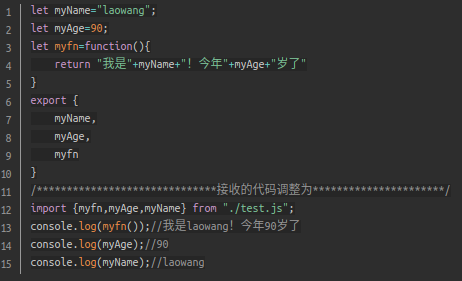 1 let myName="laowang";
2 let myAge=90;
3 let myfn=function(){
4     return "我是"+myName+"！今年"+myAge+"岁了"
5 }
6 export {
7     myName,
8     myAge,
9     myfn
10 }
11 /******************************接收的代码调整为**********************/
12 import {myfn,myAge,myName} from "./test.js";
13 console.log(myfn());//我是laowang！今年90岁了
14 console.log(myAge);//90
15 console.log(myName);//laowang